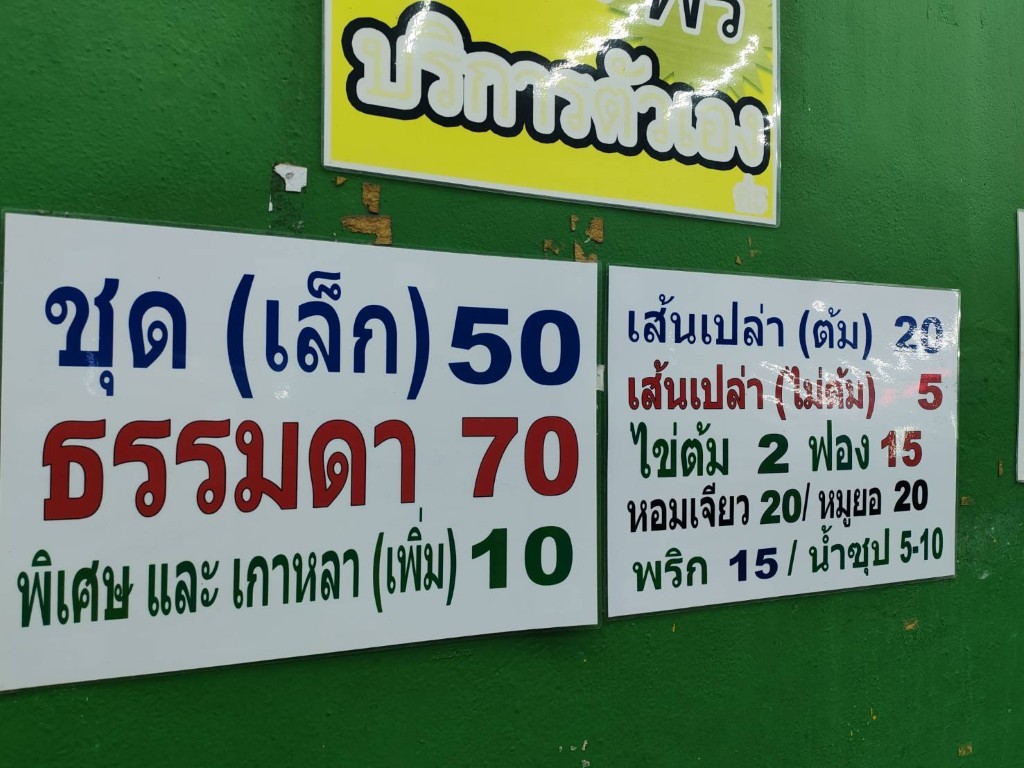 บริการตัวเอง
ชุด (เล็ก) 50
ธรรมดา 70
พิเศษ และ เกาหลา (เพิ่ม) 10
เส้นเปล่า (ต้ม) 20
เส้นเปล่า (ไม่ต้ม) 5
ไข่ต้ม 2 ฟอง 15
หอมเจียว 20/ หมูยอ 20
พริก 15 / น้ำซุป 5-10